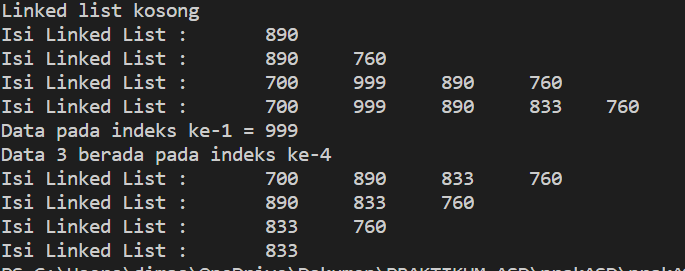 Linked list kosong
Isi Linked List :	890
Isi Linked List :	890	760
Isi Linked List :	700	999	890	760
Isi Linked List :	700	999	890	833	760
Data pada indeks ke-1 = 999
Data 3 berada pada indeks ke-4
Isi Linked List :	700	890	833	760
Isi Linked List :	890	833	760
Isi Linked List :	833	760
Isi Linked List :	833